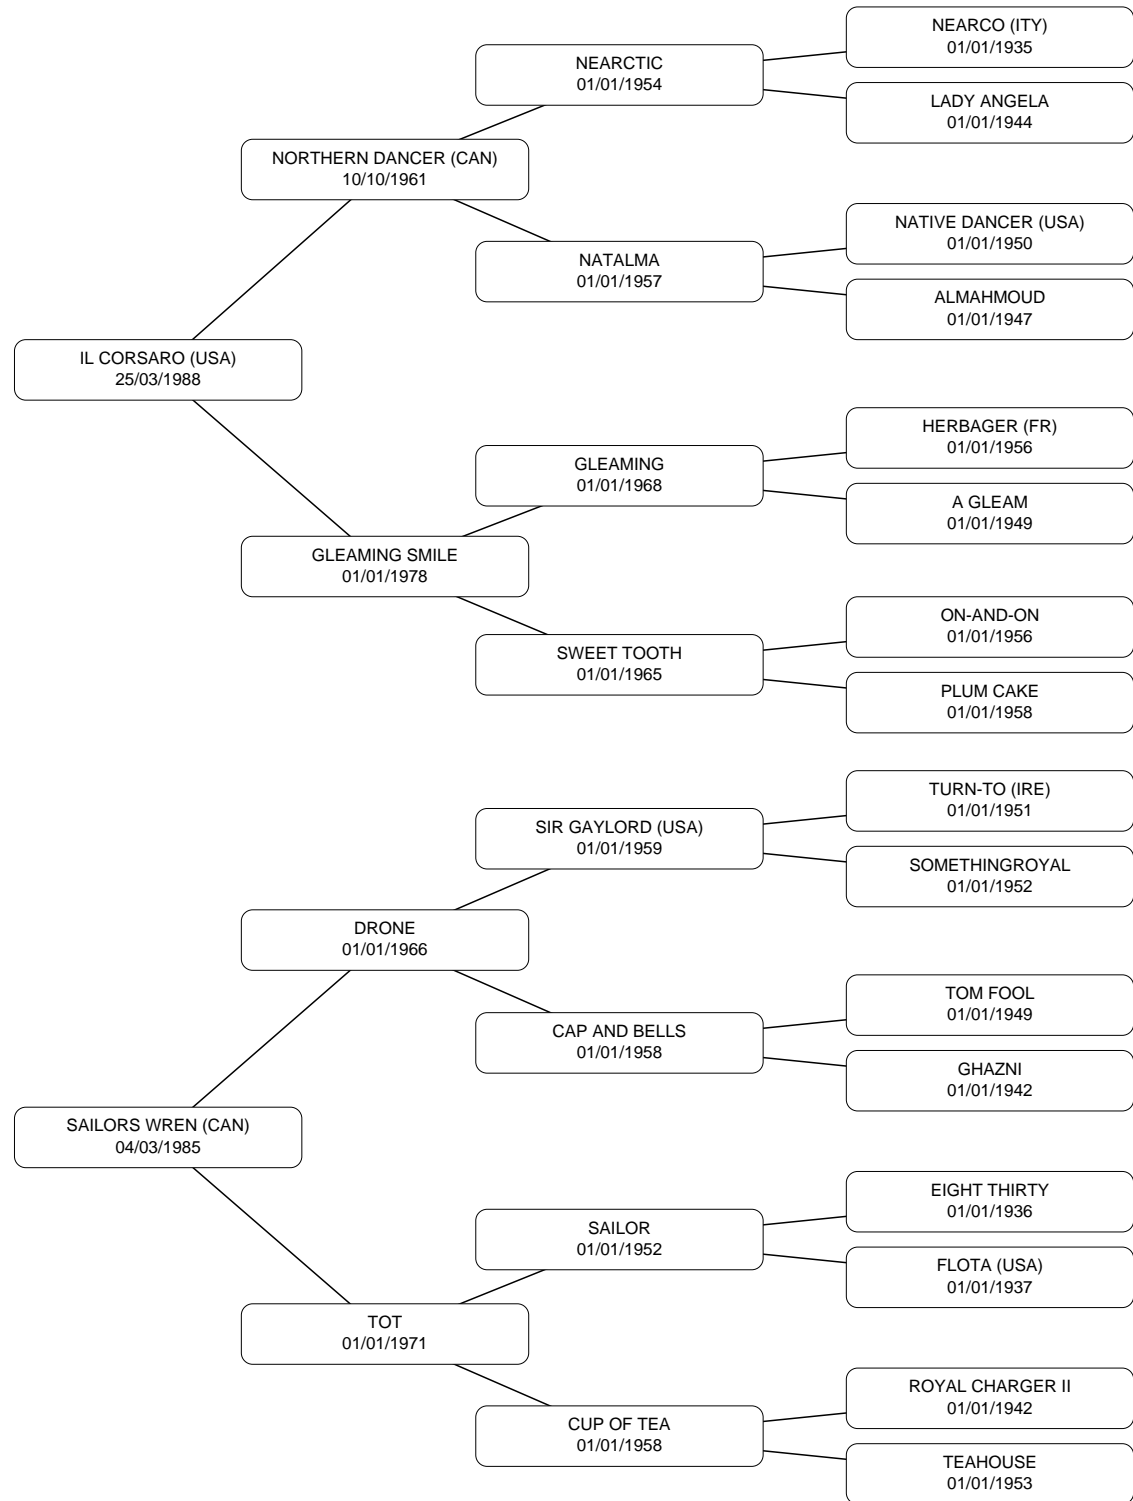 NEARCO (ITY)
01/01/1935
NEARCTIC
01/01/1954
LADY ANGELA
01/01/1944
NORTHERN DANCER (CAN)
10/10/1961
NATIVE DANCER (USA)
01/01/1950
NATALMA
01/01/1957
ALMAHMOUD
01/01/1947
IL CORSARO (USA)
25/03/1988
HERBAGER (FR)
01/01/1956
GLEAMING
01/01/1968
A GLEAM
01/01/1949
GLEAMING SMILE
01/01/1978
ON-AND-ON
01/01/1956
SWEET TOOTH
01/01/1965
PLUM CAKE
01/01/1958
TURN-TO (IRE)
01/01/1951
SIR GAYLORD (USA)
01/01/1959
SOMETHINGROYAL
01/01/1952
DRONE
01/01/1966
TOM FOOL
01/01/1949
CAP AND BELLS
01/01/1958
GHAZNI
01/01/1942
SAILORS WREN (CAN)
04/03/1985
EIGHT THIRTY
01/01/1936
SAILOR
01/01/1952
FLOTA (USA)
01/01/1937
TOT
01/01/1971
ROYAL CHARGER II
01/01/1942
CUP OF TEA
01/01/1958
TEAHOUSE
01/01/1953